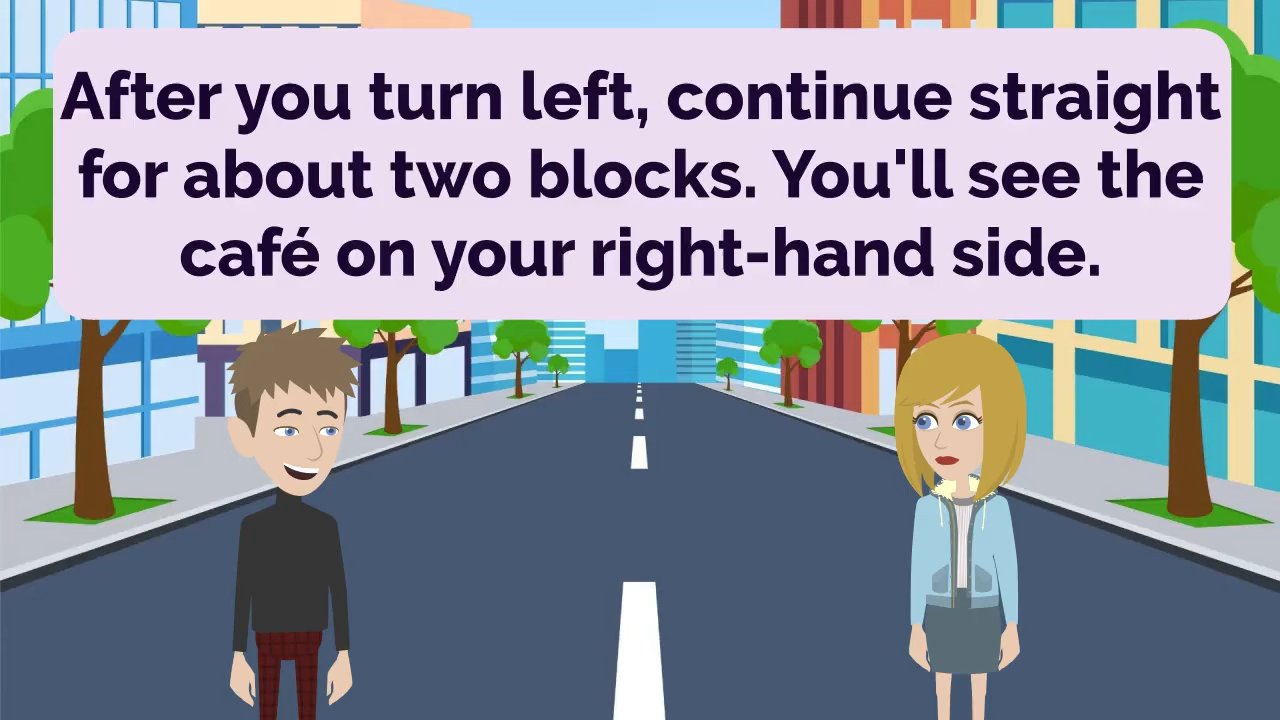 After you turn left, continue straight
for about two blocks. You'll see the
café on your right-hand side.